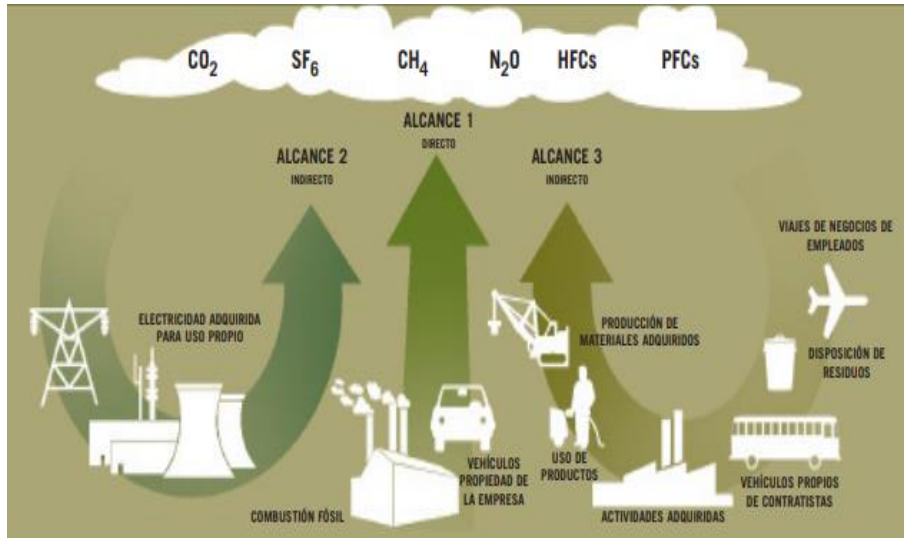 CO₂ SF₆ CH₄ N₂O HFCs PFCs
ALCANCE 1
DIRECTO
ALCANCE 2
INDIRECTO
ALCANCE 3
INDIRECTO
VIAJES DE NEGOCIOS DE
EMPLEADOS
ELECTRICIDAD ADQUIRIDA
PARA USO PROPIO
PRODUCCIÓN DE
MATERIALES ADQUIRIDOS
DISPOSICIÓN DE
RESIDUOS
VEHÍCULOS
PROPIEDAD DE
LA EMPRESA
USO DE
PRODUCTOS
VEHÍCULOS PROPIOS
DE CONTRATISTAS
COMBUSTIÓN FÓSIL
ACTIVIDADES ADQUIRIDAS